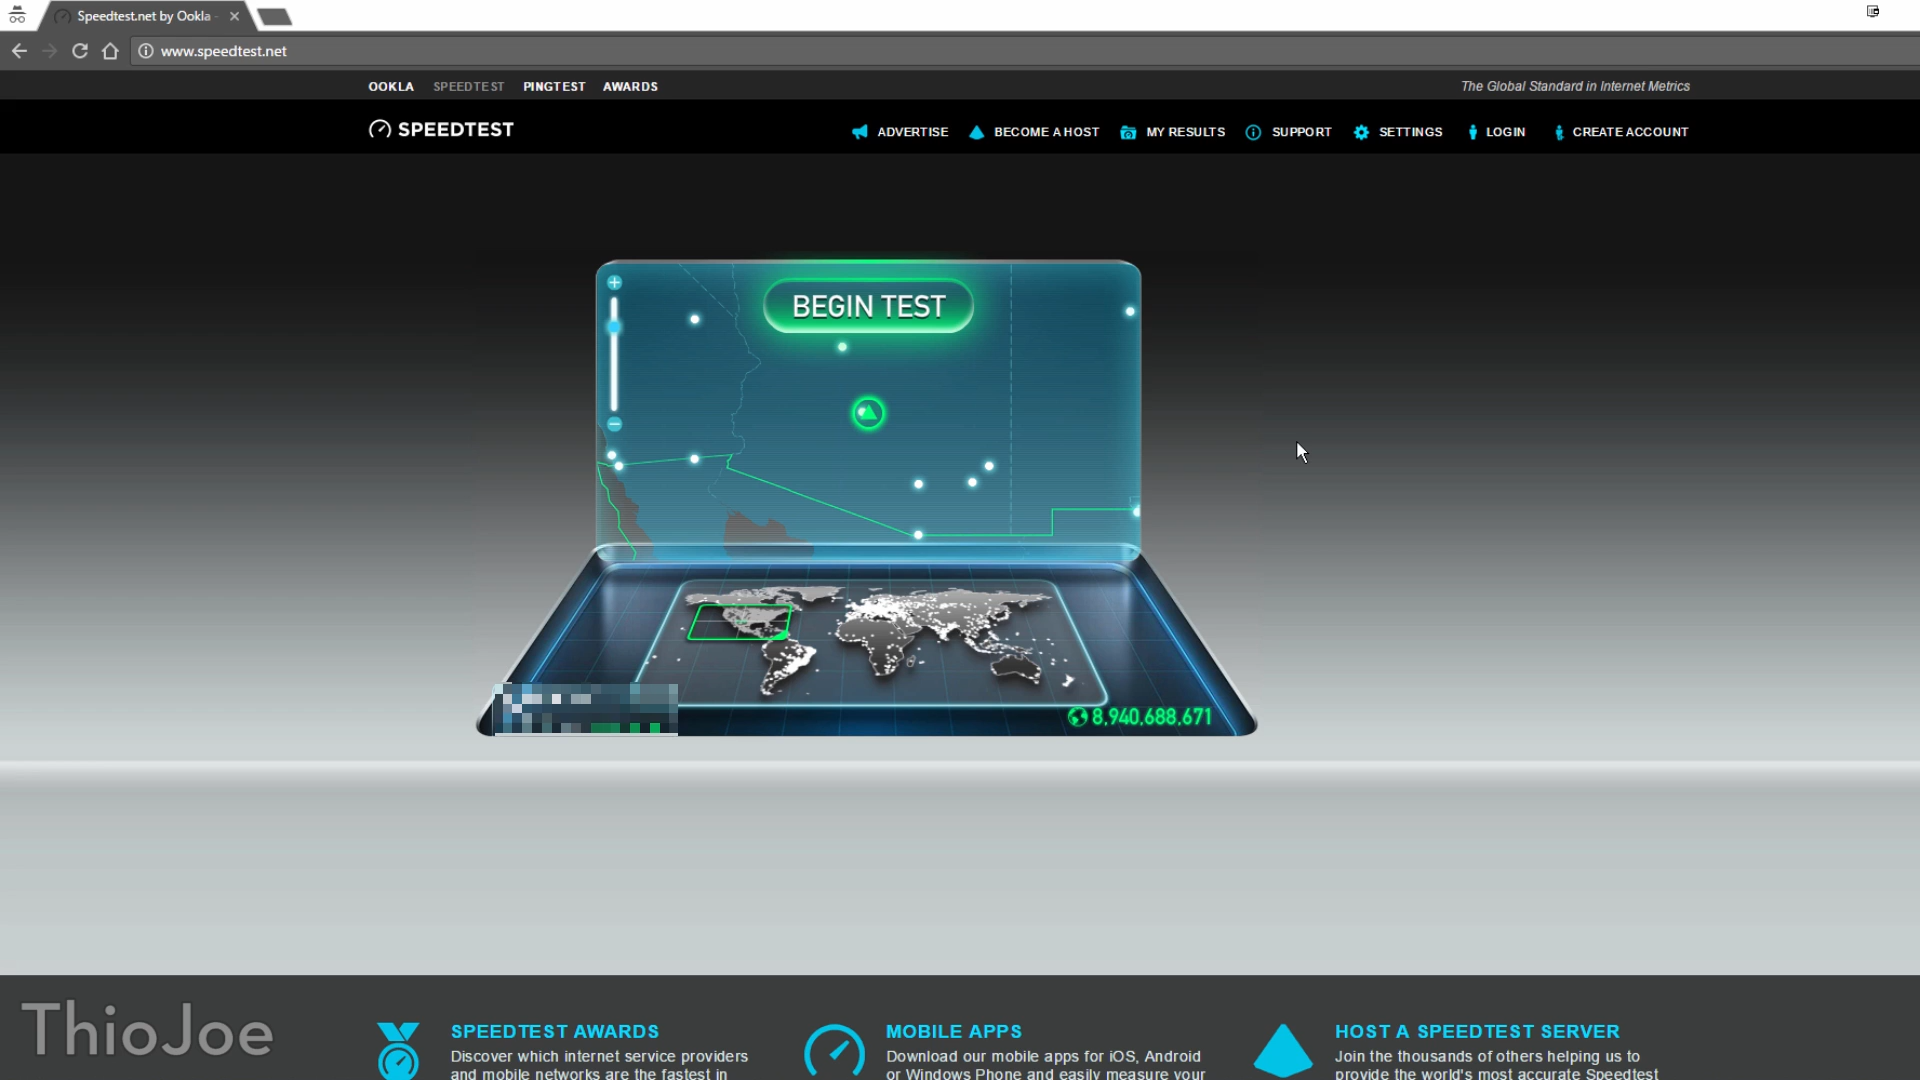 Speedtest.net by Ookla -
www.speedtest.net
OOKLA SPEEDTEST PINGTEST AWARDS
The Global Standard in Internet Metrics
SPEEDTEST
ADVERTISE BECOME A HOST MY RESULTS SUPPORT SETTINGS LOGIN CREATE ACCOUNT
BEGIN TEST
8,940,688,671
ThioJoe
SPEEDTEST AWARDS
Discover which internet service providers
and mobile networks are the fastest in
MOBILE APPS
Download our mobile apps for iOS, Android
or Windows Phone and easily measure your
HOST A SPEEDTEST SERVER
Join the thousands of others helping us to
provide the world's most accurate Speedtest